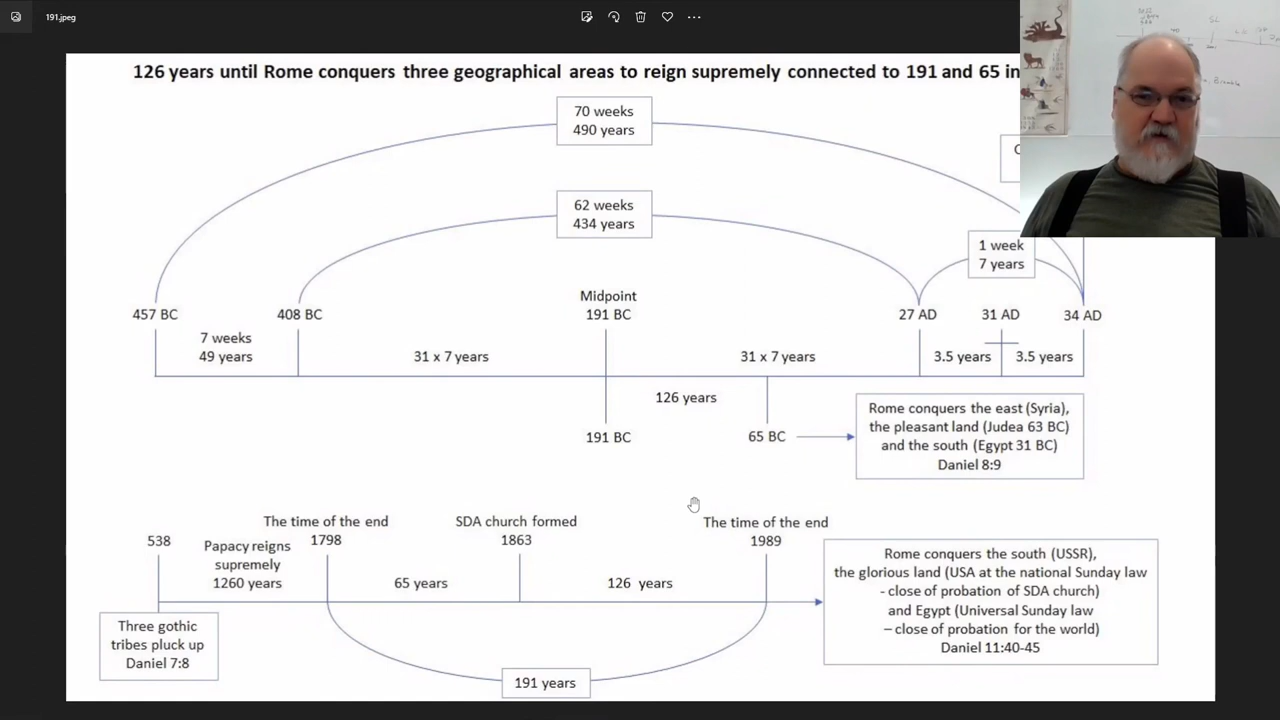 191.jpeg
126 years until Rome conquers three geographical areas to reign supremely connected to 191 and 65 in
70 weeks
490 years
62 weeks
434 years
1 week
7 years
457 BC
408 BC
Midpoint
191 BC
27 AD
31 AD
34 AD
7 weeks
49 years
31 x 7 years
31 x 7 years
3.5 years
3.5 years
126 years
191 BC
65 BC
Rome conquers the east (Syria),
the pleasant land (Judea 63 BC)
and the south (Egypt 31 BC)
Daniel 8:9
538
The time of the end
1798
SDA church formed
1863
The time of the end
1989
Papacy reigns
supremely
1260 years
65 years
126 years
Three gothic
tribes pluck up
Daniel 7:8
191 years
Rome conquers the south (USSR),
the glorious land (USA at the national Sunday law
- close of probation of SDA church)
and Egypt (Universal Sunday law
– close of probation for the world)
Daniel 11:40-45